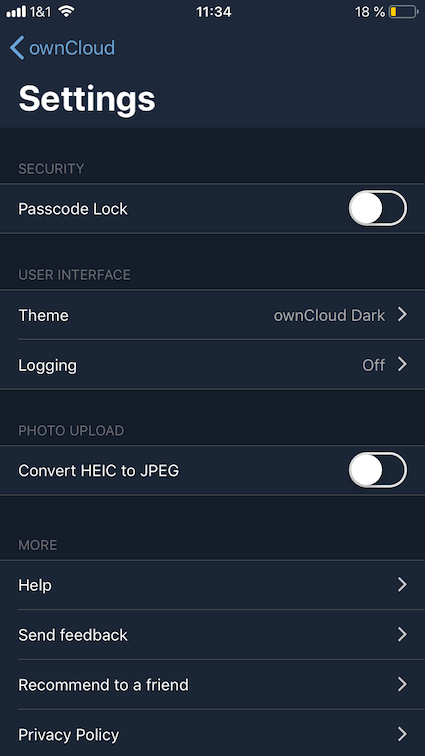 1&1 11:34 18 %
ownCloud
Settings
SECURITY
Passcode Lock
USER INTERFACE
Theme ownCloud Dark
Logging Off
PHOTO UPLOAD
Convert HEIC to JPEG
MORE
Help
Send feedback
Recommend to a friend
Privacy Policy